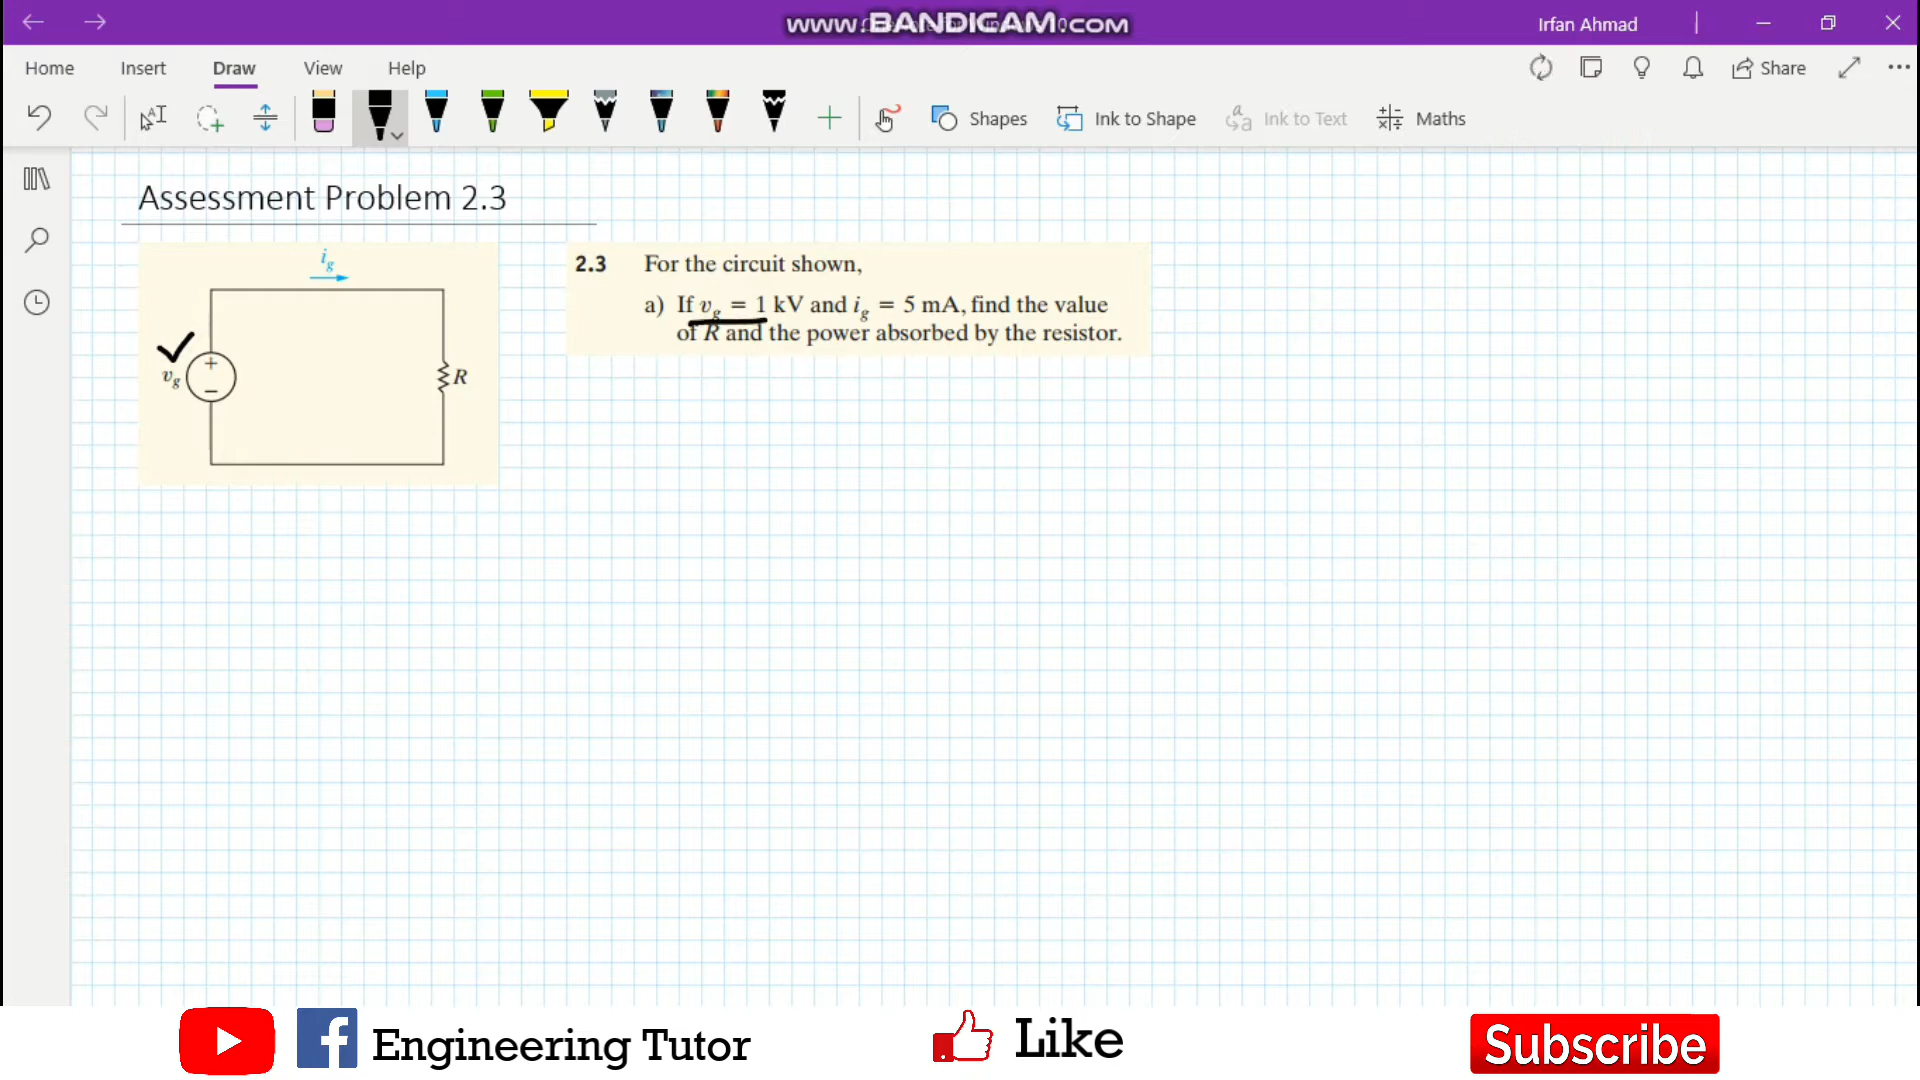 www.BANDICAM.com
Irfan Ahmad
Home Insert Draw View Help
Share
Shapes Ink to Shape Ink to Text Maths
Assessment Problem 2.3
i_g
v_g
+
−
R
2.3 For the circuit shown,
a) If v_g = 1 kV and i_g = 5 mA, find the value
of R and the power absorbed by the resistor.
Engineering Tutor
Like
Subscribe